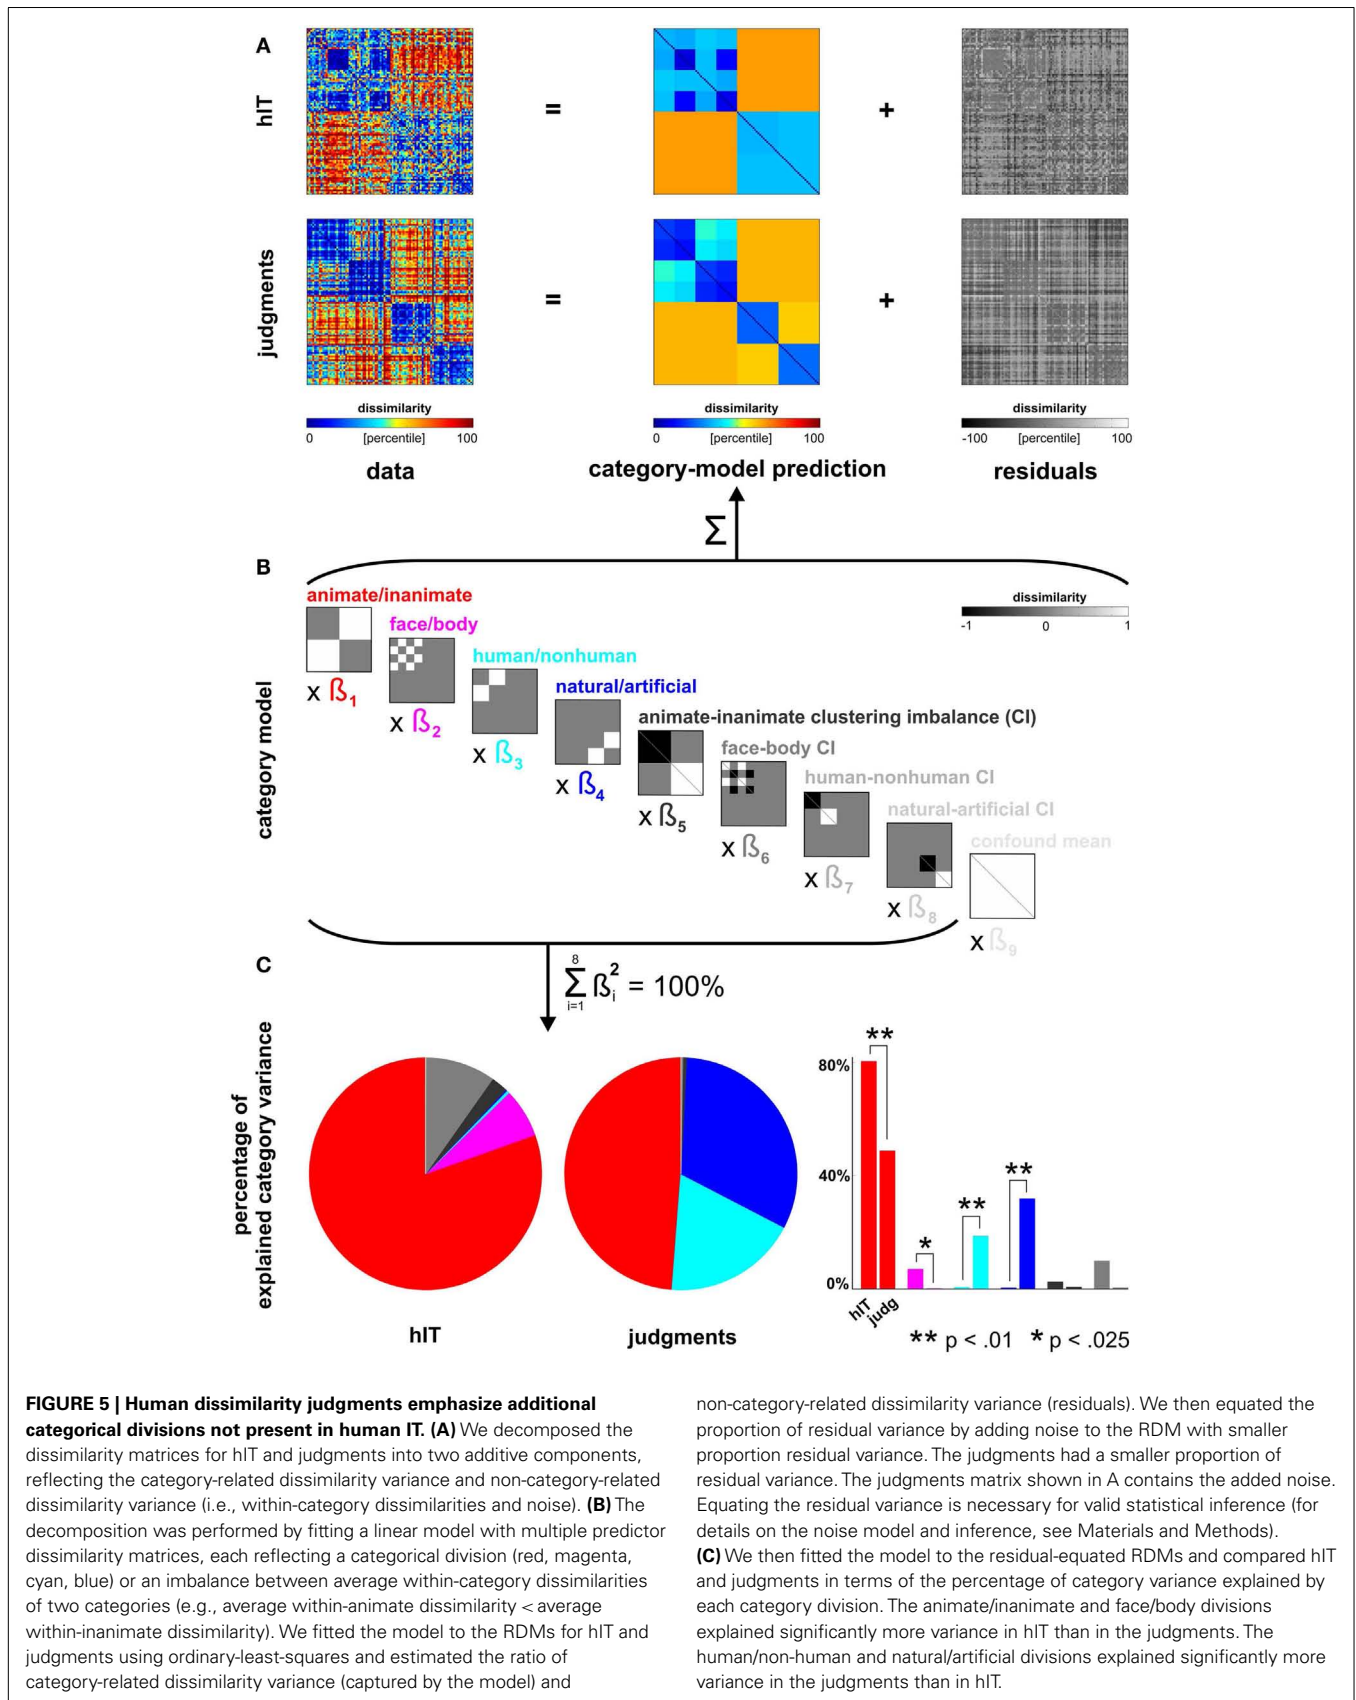 A
hIT
=
+
judgments
=
+
dissimilarity
0 [percentile] 100
data
dissimilarity
0 [percentile] 100
category-model prediction
dissimilarity
-100 [percentile] 100
residuals
Σ
B
category model
animate/inanimate
x ß1
face/body
x ß2
human/nonhuman
x ß3
natural/artificial
x ß4
animate-inanimate clustering imbalance (CI)
x ß5
face-body CI
x ß6
human-nonhuman CI
x ß7
natural-artificial CI
x ß8
confound mean
x ß9
dissimilarity
-1 0 1
C
8
Σ ßi² = 100%
i=1
percentage of
explained category variance
hIT
judgments
80%
40%
0%
**
*
**
**
hIT
judg
** p < .01 * p < .025
FIGURE 5 | Human dissimilarity judgments emphasize additional
categorical divisions not present in human IT. (A) We decomposed the
dissimilarity matrices for hIT and judgments into two additive components,
reflecting the category-related dissimilarity variance and non-category-related
dissimilarity variance (i.e., within-category dissimilarities and noise). (B) The
decomposition was performed by fitting a linear model with multiple predictor
dissimilarity matrices, each reflecting a categorical division (red, magenta,
cyan, blue) or an imbalance between average within-category dissimilarities
of two categories (e.g., average within-animate dissimilarity < average
within-inanimate dissimilarity). We fitted the model to the RDMs for hIT and
judgments using ordinary-least-squares and estimated the ratio of
category-related dissimilarity variance (captured by the model) and
non-category-related dissimilarity variance (residuals). We then equated the
proportion of residual variance by adding noise to the RDM with smaller
proportion residual variance. The judgments had a smaller proportion of
residual variance. The judgments matrix shown in A contains the added noise.
Equating the residual variance is necessary for valid statistical inference (for
details on the noise model and inference, see Materials and Methods).
(C) We then fitted the model to the residual-equated RDMs and compared hIT
and judgments in terms of the percentage of category variance explained by
each category division. The animate/inanimate and face/body divisions
explained significantly more variance in hIT than in the judgments. The
human/non-human and natural/artificial divisions explained significantly more
variance in the judgments than in hIT.